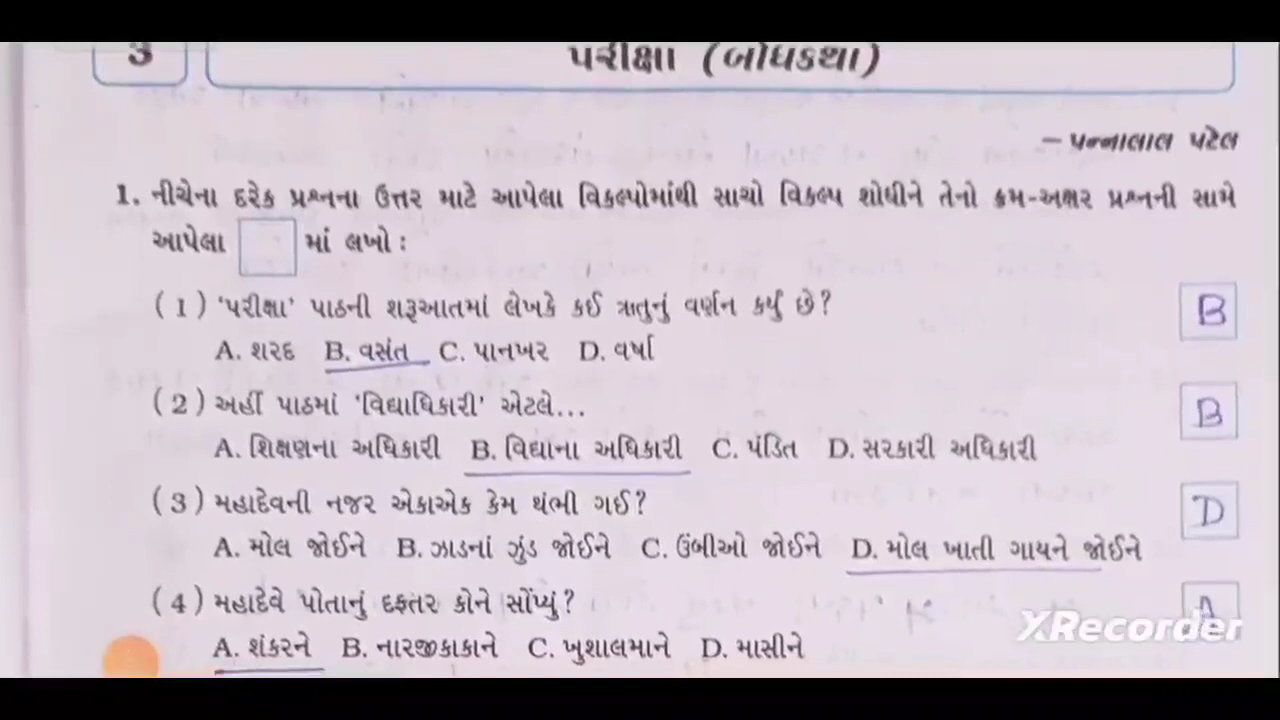 3
પરીક્ષા (બોધકથા)
– પન્નાલાલ પટેલ
1. નીચેના દરેક પ્રશ્નના ઉત્તર માટે આપેલા વિકલ્પોમાંથી સાચો વિકલ્પ શોધીને તેનો ક્રમ-અક્ષર પ્રશ્નની સામે
આપેલા માં લખો :
(1) 'પરીક્ષા' પાઠની શરૂઆતમાં લેખકે કઈ ઋતુનું વર્ણન કર્યું છે? B
A. શરદ B. વસંત C. પાનખર D. વર્ષા
(2) અહીં પાઠમાં 'વિદ્યાધિકારી' એટલે... B
A. શિક્ષણના અધિકારી B. વિદ્યાના અધિકારી C. પંડિત D. સરકારી અધિકારી
(3) મહાદેવની નજર એકાએક કેમ થંભી ગઈ? D
A. મોલ જોઈને B. ઝાડનાં ઝુંડ જોઈને C. ઉંબીઓ જોઈને D. મોલ ખાતી ગાયને જોઈને
(4) મહાદેવે પોતાનું દફતર કોને સોંપ્યું? A
A. શંકરને B. નારજીકાકાને C. ખુશાલમાને D. માસીને
XRecorder